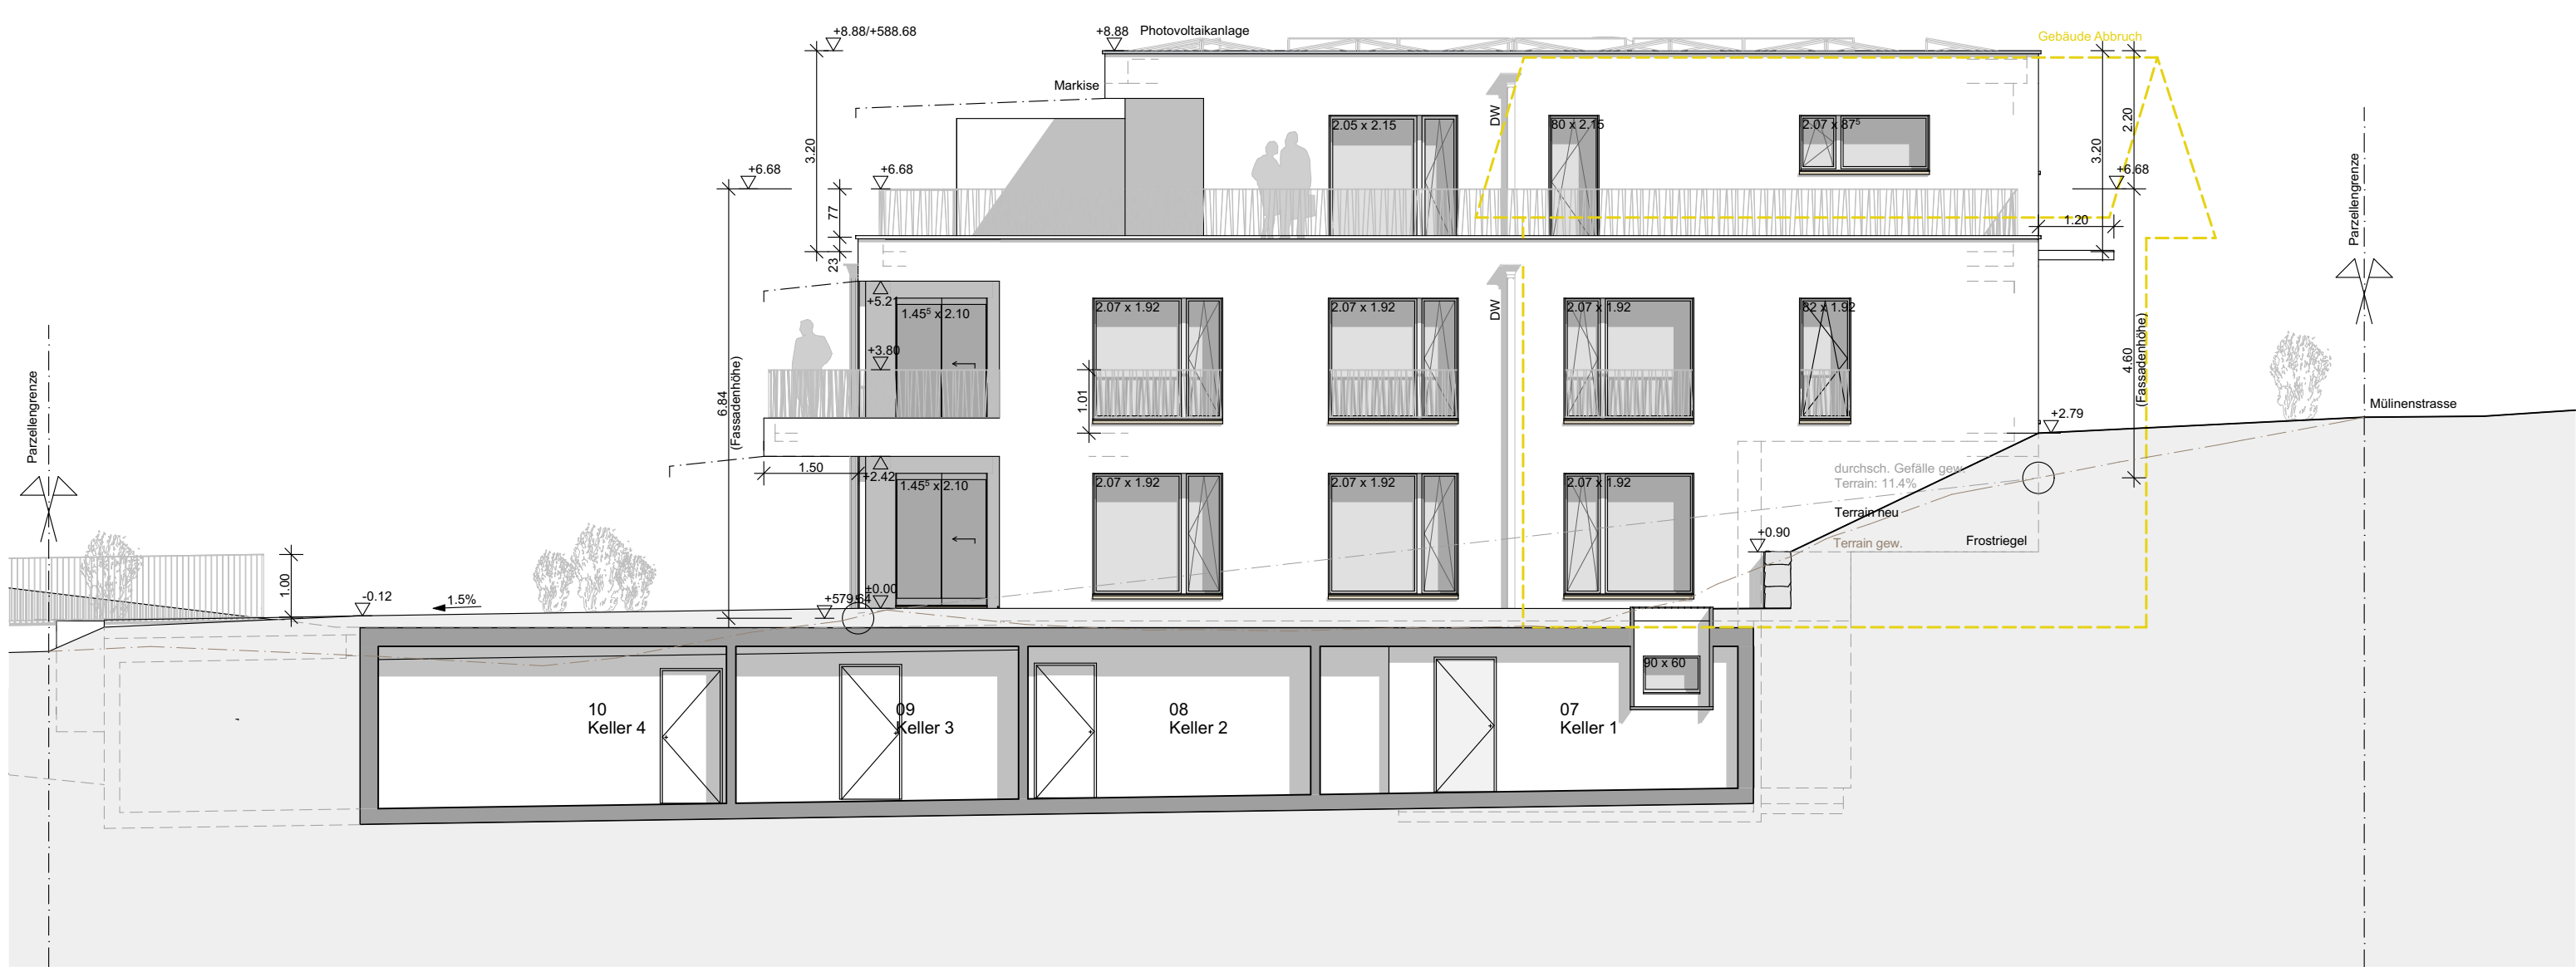 +8.88/+588.68
+8.88
Photovoltaikanlage
Gebäude Abbruch
Markise
3.20
2.05 x 2.15
DW
80 x 2.15
2.07 x 87⁵
3.20
2.20
+6.68
+6.68
+6.68
77
1.20
23
Parzellengrenze
+5.21
1.45⁵ x 2.10
2.07 x 1.92
2.07 x 1.92
DW
2.07 x 1.92
82 x 1.92
+3.80
6.84
(Fassadenhöhe)
1.01
4.60
(Fassadenhöhe)
Parzellengrenze
Mülinenstrasse
+2.79
1.50
+2.42
1.45⁵ x 2.10
2.07 x 1.92
2.07 x 1.92
2.07 x 1.92
durchsch. Gefälle gew.
Terrain: 11.4%
Terrain neu
+0.90
Terrain gew.
Frostriegel
1.00
-0.12
1.5%
+579.64
±0.00
90 x 60
10
Keller 4
09
Keller 3
08
Keller 2
07
Keller 1